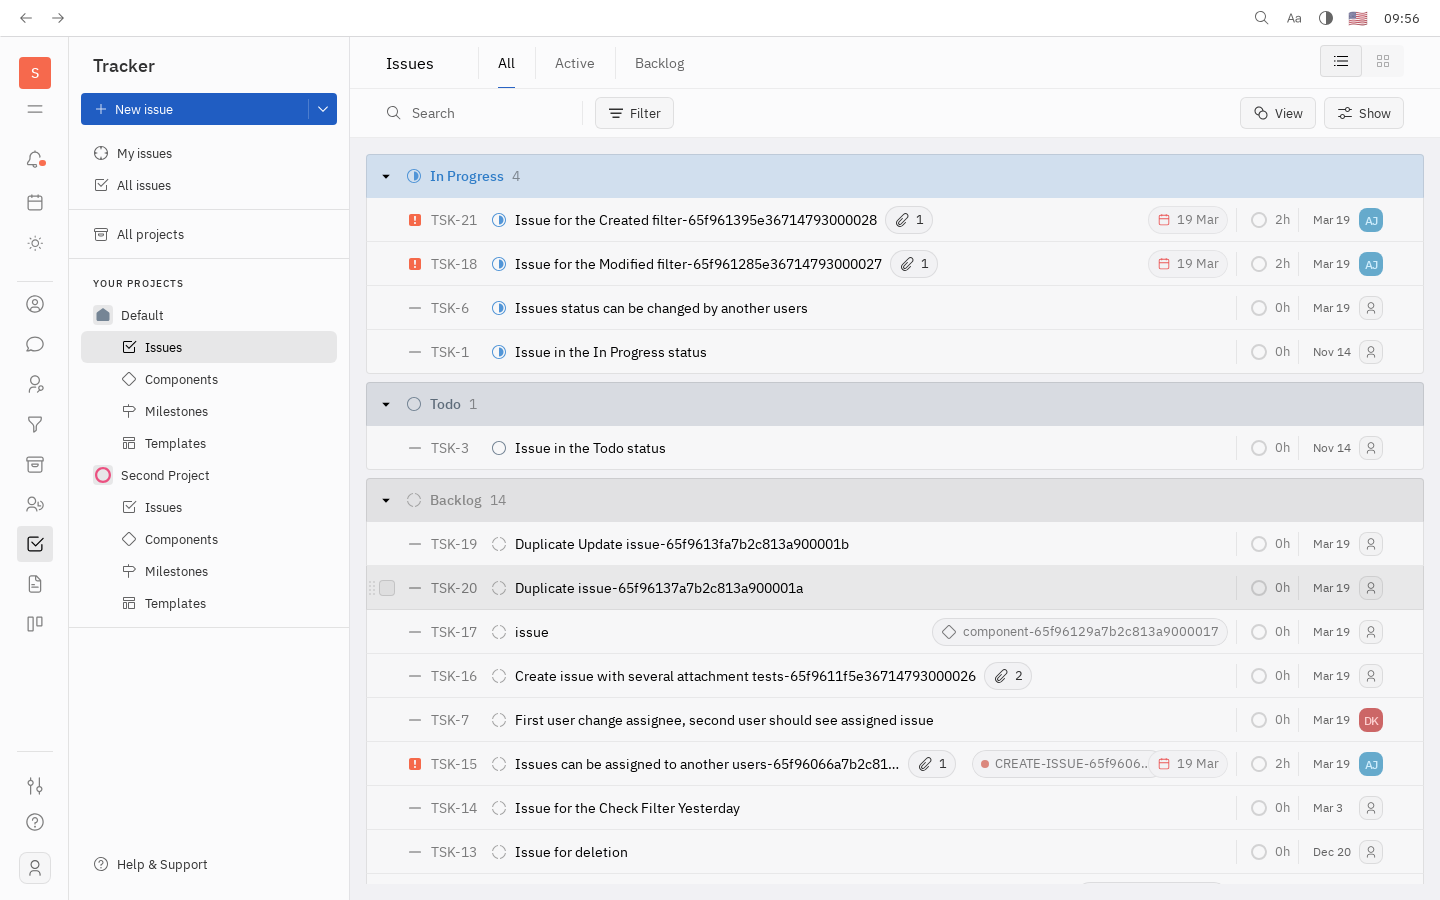 Aa
09:56
S
Tracker
New issue
My issues
All issues
All projects
YOUR PROJECTS
Default
Issues
Components
Milestones
Templates
Second Project
Issues
Components
Milestones
Templates
Help & Support
Issues
All
Active
Backlog
Search
Filter
View
Show
In Progress 4
TSK-21 Issue for the Created filter-65f961395e36714793000028 1 19 Mar 2h Mar 19 AJ
TSK-18 Issue for the Modified filter-65f961285e36714793000027 1 19 Mar 2h Mar 19 AJ
TSK-6 Issues status can be changed by another users 0h Mar 19
TSK-1 Issue in the In Progress status 0h Nov 14
Todo 1
TSK-3 Issue in the Todo status 0h Nov 14
Backlog 14
TSK-19 Duplicate Update issue-65f9613fa7b2c813a900001b 0h Mar 19
TSK-20 Duplicate issue-65f96137a7b2c813a900001a 0h Mar 19
TSK-17 issue component-65f96129a7b2c813a9000017 0h Mar 19
TSK-16 Create issue with several attachment tests-65f9611f5e36714793000026 2 0h Mar 19
TSK-7 First user change assignee, second user should see assigned issue 0h Mar 19 DK
TSK-15 Issues can be assigned to another users-65f96066a7b2c81... 1 CREATE-ISSUE-65f9606... 19 Mar 2h Mar 19 AJ
TSK-14 Issue for the Check Filter Yesterday 0h Mar 3
TSK-13 Issue for deletion 0h Dec 20